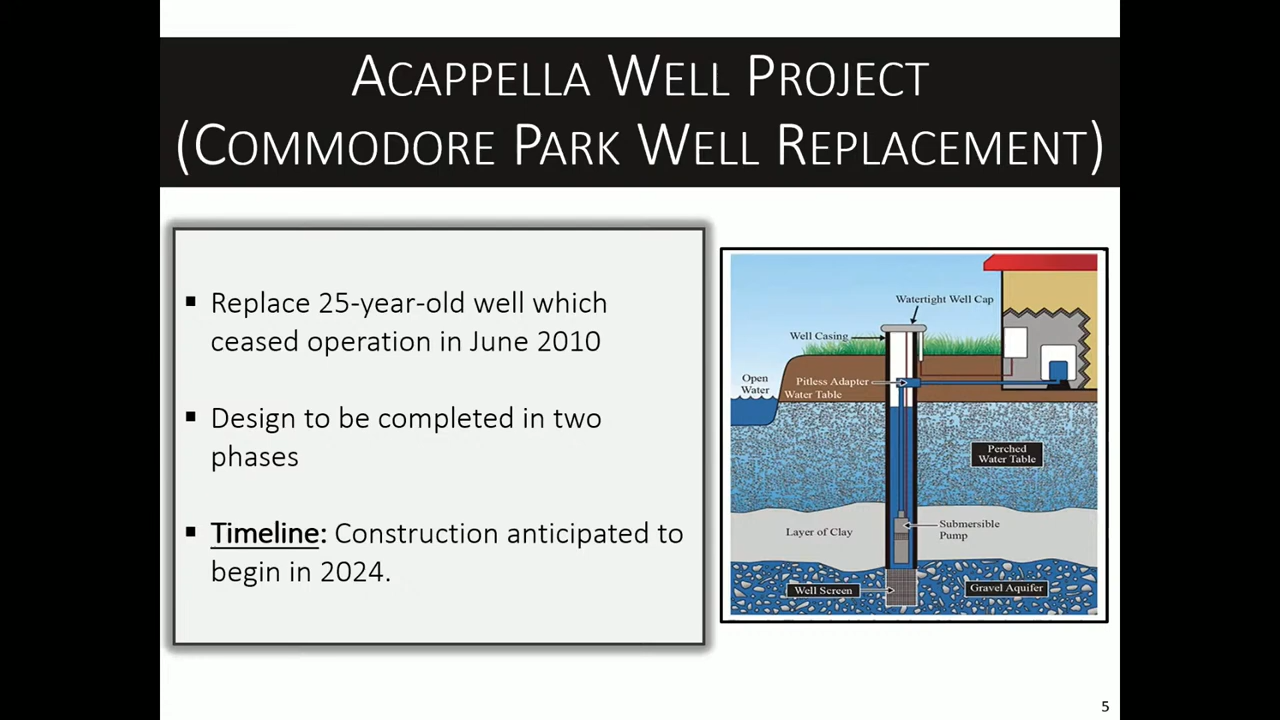 ACAPPELLA WELL PROJECT
(COMMODORE PARK WELL REPLACEMENT)
▪ Replace 25-year-old well which
ceased operation in June 2010
▪ Design to be completed in two
phases
▪ Timeline: Construction anticipated to
begin in 2024.
Watertight Well Cap
Well Casing
Open
Water
Pitless Adapter
Water Table
Perched
Water Table
Layer of Clay
Submersible
Pump
Well Screen
Gravel Aquifer
5